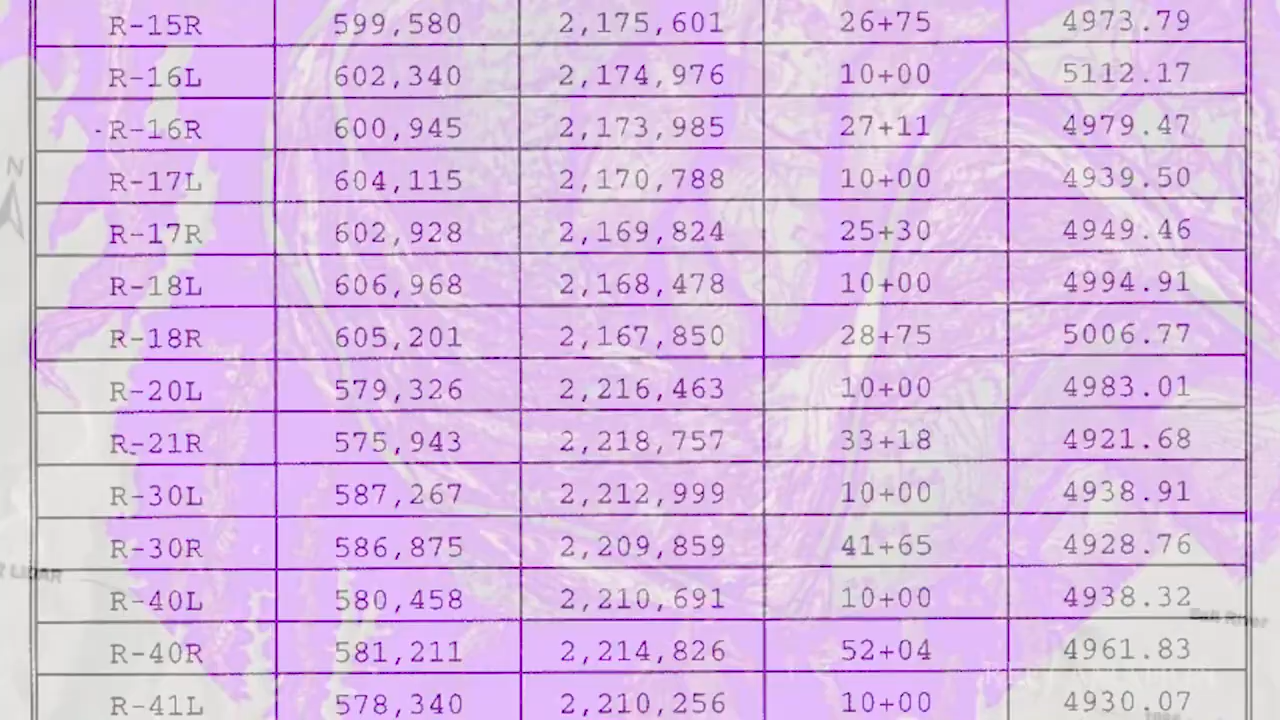 R-15R 599,580 2,175,601 26+75 4973.79
R-16L 602,340 2,174,976 10+00 5112.17
R-16R 600,945 2,173,985 27+11 4979.47
N
R-17L 604,115 2,170,788 10+00 4939.50
R-17R 602,928 2,169,824 25+30 4949.46
R-18L 606,968 2,168,478 10+00 4994.91
R-18R 605,201 2,167,850 28+75 5006.77
R-20L 579,326 2,216,463 10+00 4983.01
R-21R 575,943 2,218,757 33+18 4921.68
R-30L 587,267 2,212,999 10+00 4938.91
R-30R 586,875 2,209,859 41+65 4928.76
LIDAR
R-40L 580,458 2,210,691 10+00 4938.32
River
R-40R 581,211 2,214,826 52+04 4961.83
R-41L 578,340 2,210,256 10+00 4930.07